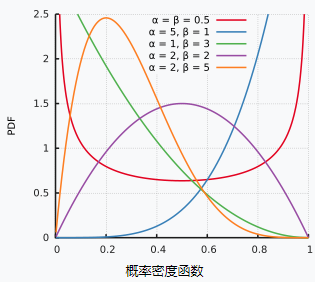 2.5
α = β = 0.5
α = 5, β = 1
2
α = 1, β = 3
α = 2, β = 2
α = 2, β = 5
1.5
PDF
1
0.5
0
0 0.2 0.4 0.6 0.8 1
概率密度函数